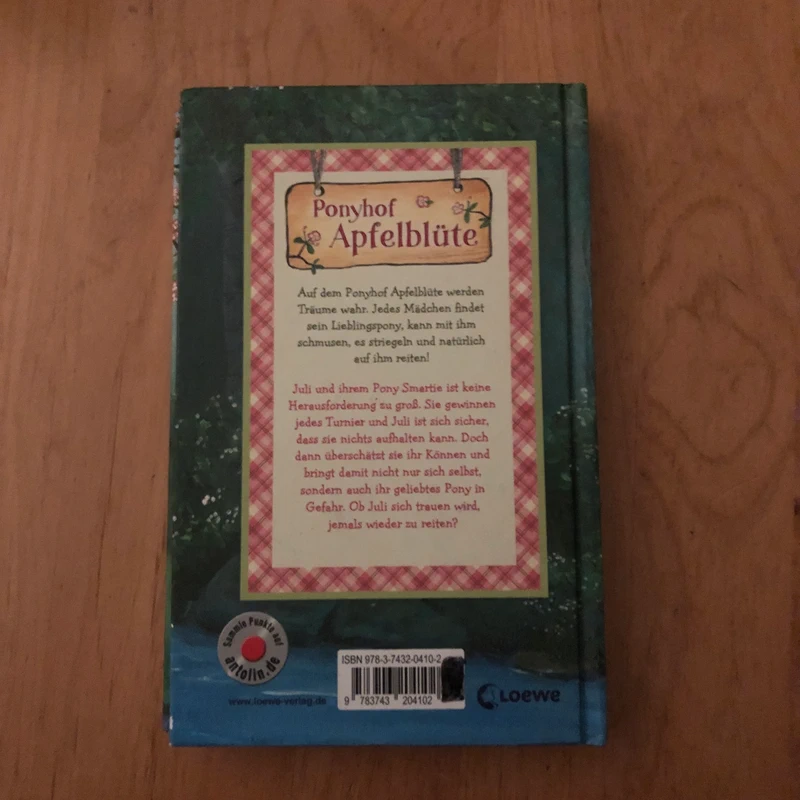 Ponyhof
Apfelblüte
Auf dem Ponyhof Apfelblüte werden
Träume wahr. Jedes Mädchen findet
sein Lieblingspony, kann mit ihm
schmusen, es striegeln und natürlich
auf ihm reiten!
Juli und ihrem Pony Smartie ist keine
Herausforderung zu groß. Sie gewinnen
jedes Turnier und Juli ist sich sicher,
dass sie nichts aufhalten kann. Doch
dann überschätzt sie ihr Können und
bringt damit nicht nur sich selbst,
sondern auch ihr geliebtes Pony in
Gefahr. Ob Juli sich trauen wird,
jemals wieder zu reiten?
Sammle Punkte auf
antolin.de
www.loewe-verlag.de
ISBN 978-3-7432-0410-2
9 783743 204102
Loewe